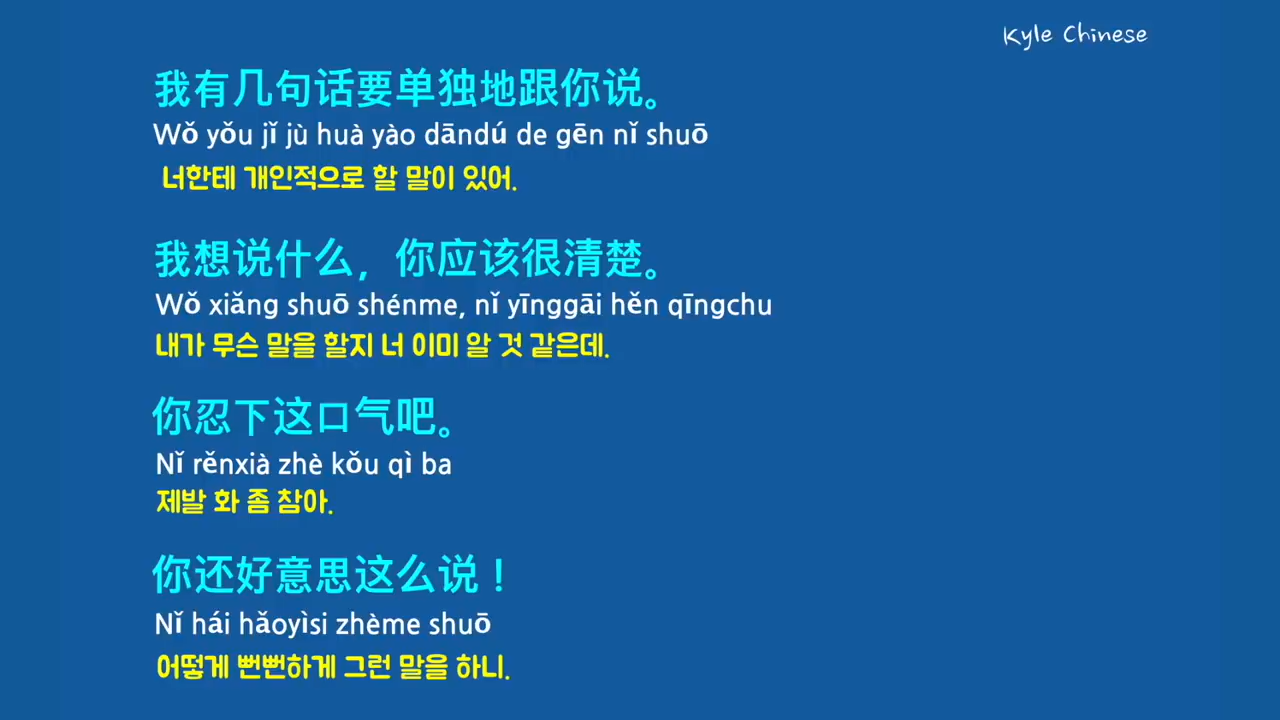 Kyle Chinese
我有几句话要单独地跟你说。
Wǒ yǒu jǐ jù huà yào dāndú de gēn nǐ shuō
너한테 개인적으로 할 말이 있어.
我想说什么，你应该很清楚。
Wǒ xiǎng shuō shénme, nǐ yīnggāi hěn qīngchu
내가 무슨 말을 할지 너 이미 알 것 같은데.
你忍下这口气吧。
Nǐ rěnxià zhè kǒu qì ba
제발 화 좀 참아.
你还好意思这么说！
Nǐ hái hǎoyìsi zhème shuō
어떻게 뻔뻔하게 그런 말을 하니.